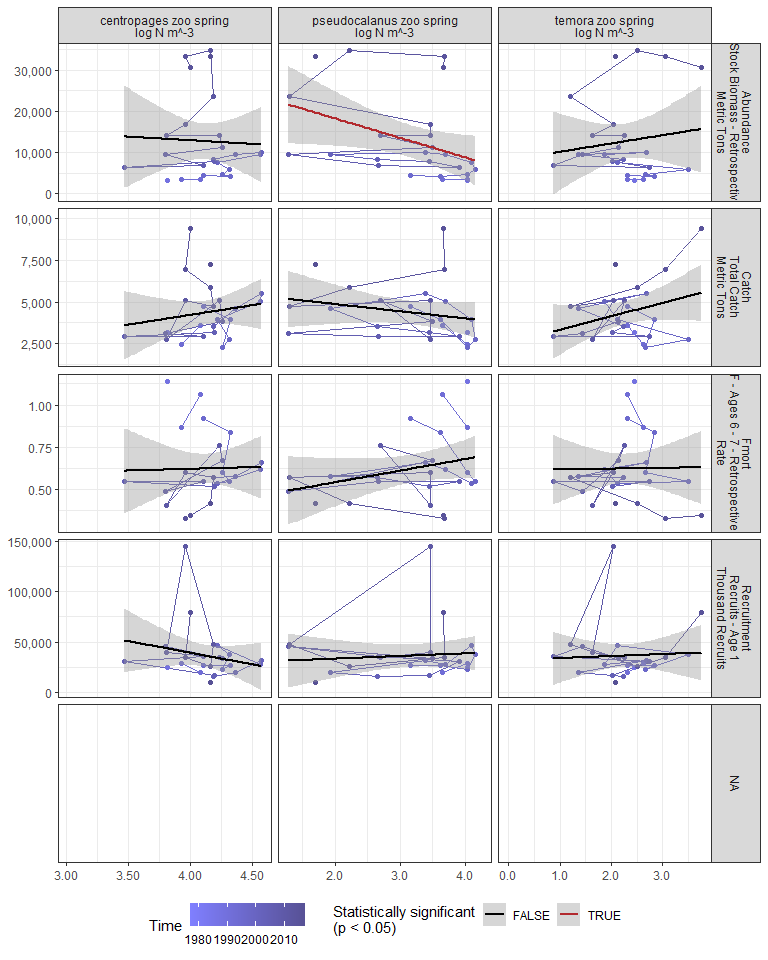 centropages zoo spring
log N m^-3
pseudocalanus zoo spring
log N m^-3
temora zoo spring
log N m^-3
30,000
20,000
10,000
0
Abundance
Stock Biomass - Retrospectiv
Metric Tons
10,000
7,500
5,000
2,500
Catch
Total Catch
Metric Tons
1.00
0.75
0.50
Fmort
F - Ages 6 - 7 - Retrospective
Rate
150,000
100,000
50,000
0
Recruitment
Recruits - Age 1
Thousand Recruits
NA
3.00
3.50
4.00
4.50
2.0
3.0
4.0
0.0
1.0
2.0
3.0
Time
1980
1990
2000
2010
Statistically significant
(p < 0.05)
FALSE
TRUE